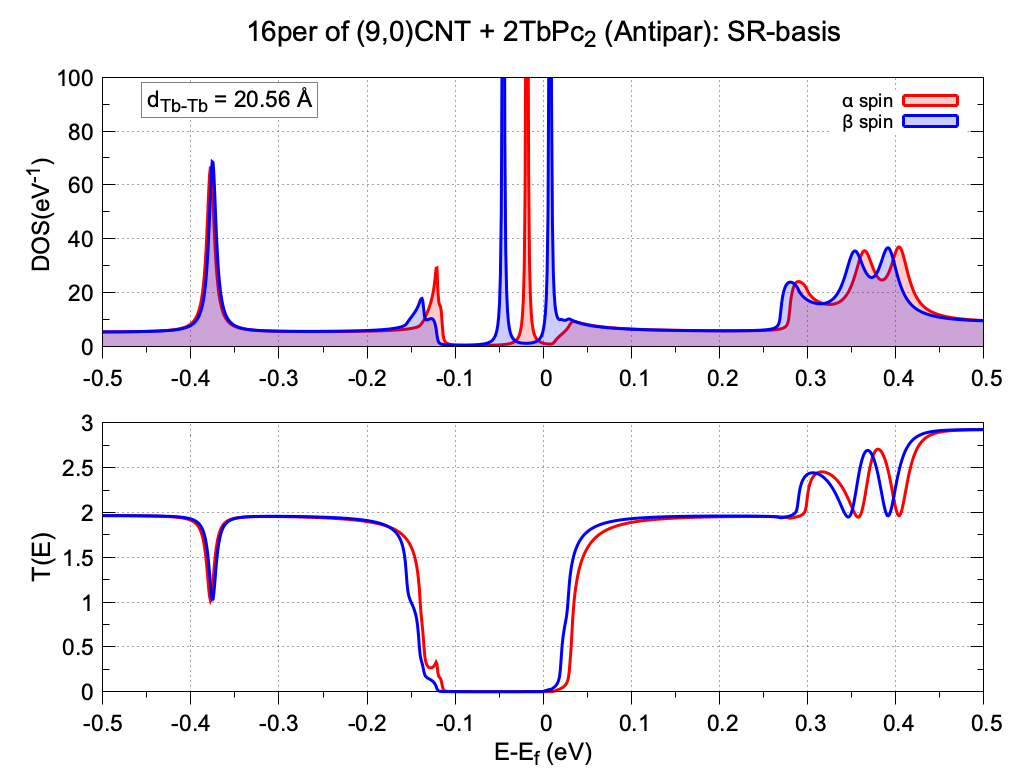 16per of (9,0)CNT + 2TbPc2 (Antipar): SR-basis
100
80
60
40
20
0
DOS(eV-1)
dTb-Tb = 20.56 Å
α spin
β spin
-0.5 -0.4 -0.3 -0.2 -0.1 0 0.1 0.2 0.3 0.4 0.5
3
2.5
2
1.5
1
0.5
0
T(E)
-0.5 -0.4 -0.3 -0.2 -0.1 0 0.1 0.2 0.3 0.4 0.5
E-Ef (eV)